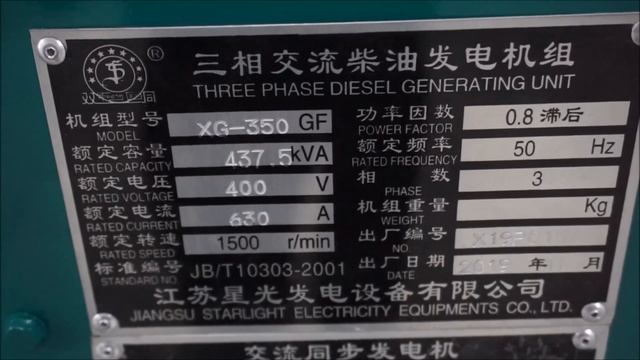 ®
三相交流柴油发电机组
THREE PHASE DIESEL GENERATING UNIT
机组型号 XG-350 GF
MODEL
额定容量 437.5 kVA
RATED CAPACITY
额定电压 400 V
RATED VOLTAGE
额定电流 630 A
RATED CURRENT
额定转速 1500 r/min
RATED SPEED
标准编号 JB/T10303-2001
STANDARD NO.
功率因数 0.8 滞后
POWER FACTOR
额定频率 50 Hz
RATED FREQUENCY
相数 3
PHASE
机组重量 Kg
WEIGHT
出厂编号
NO.
出厂日期 年 月
DATE
江苏星光发电设备有限公司
JIANGSU STARLIGHT ELECTRICITY EQUIPMENTS CO.,LTD.
交流同步发电机